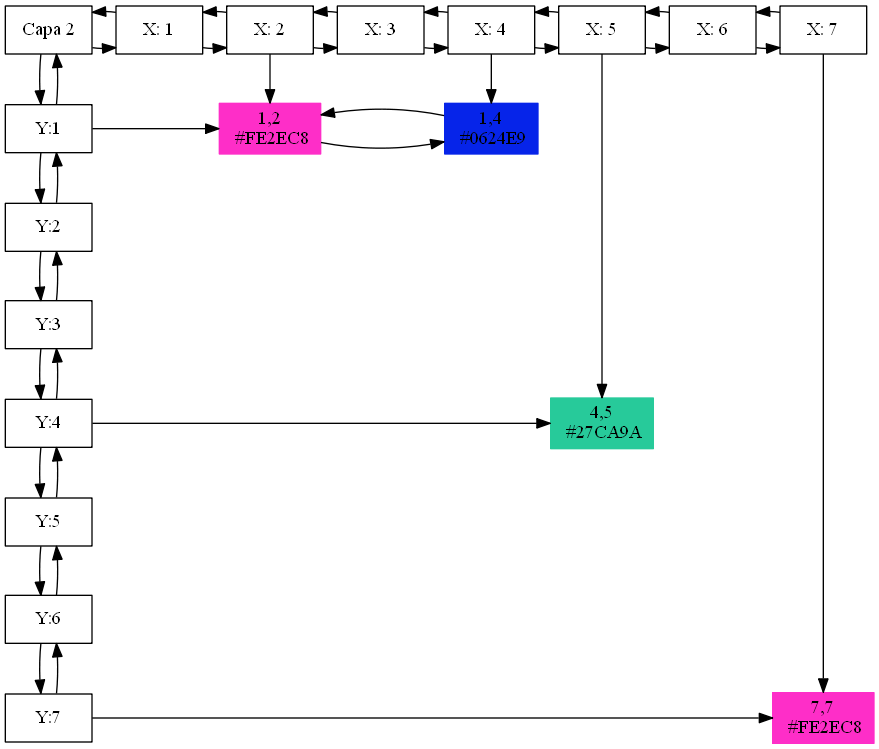 Capa 2
X: 1
X: 2
X: 3
X: 4
X: 5
X: 6
X: 7
Y:1
1,2
#FE2EC8
1,4
#0624E9
Y:2
Y:3
Y:4
4,5
#27CA9A
Y:5
Y:6
Y:7
7,7
#FE2EC8